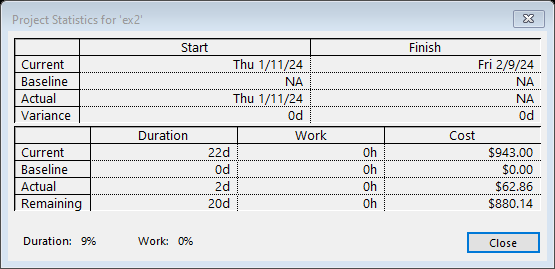 Project Statistics for 'ex2'
Start Finish
Current Thu 1/11/24 Fri 2/9/24
Baseline NA NA
Actual Thu 1/11/24 NA
Variance 0d 0d
Duration Work Cost
Current 22d 0h $943.00
Baseline 0d 0h $0.00
Actual 2d 0h $62.86
Remaining 20d 0h $880.14
Duration: 9% Work: 0% Close